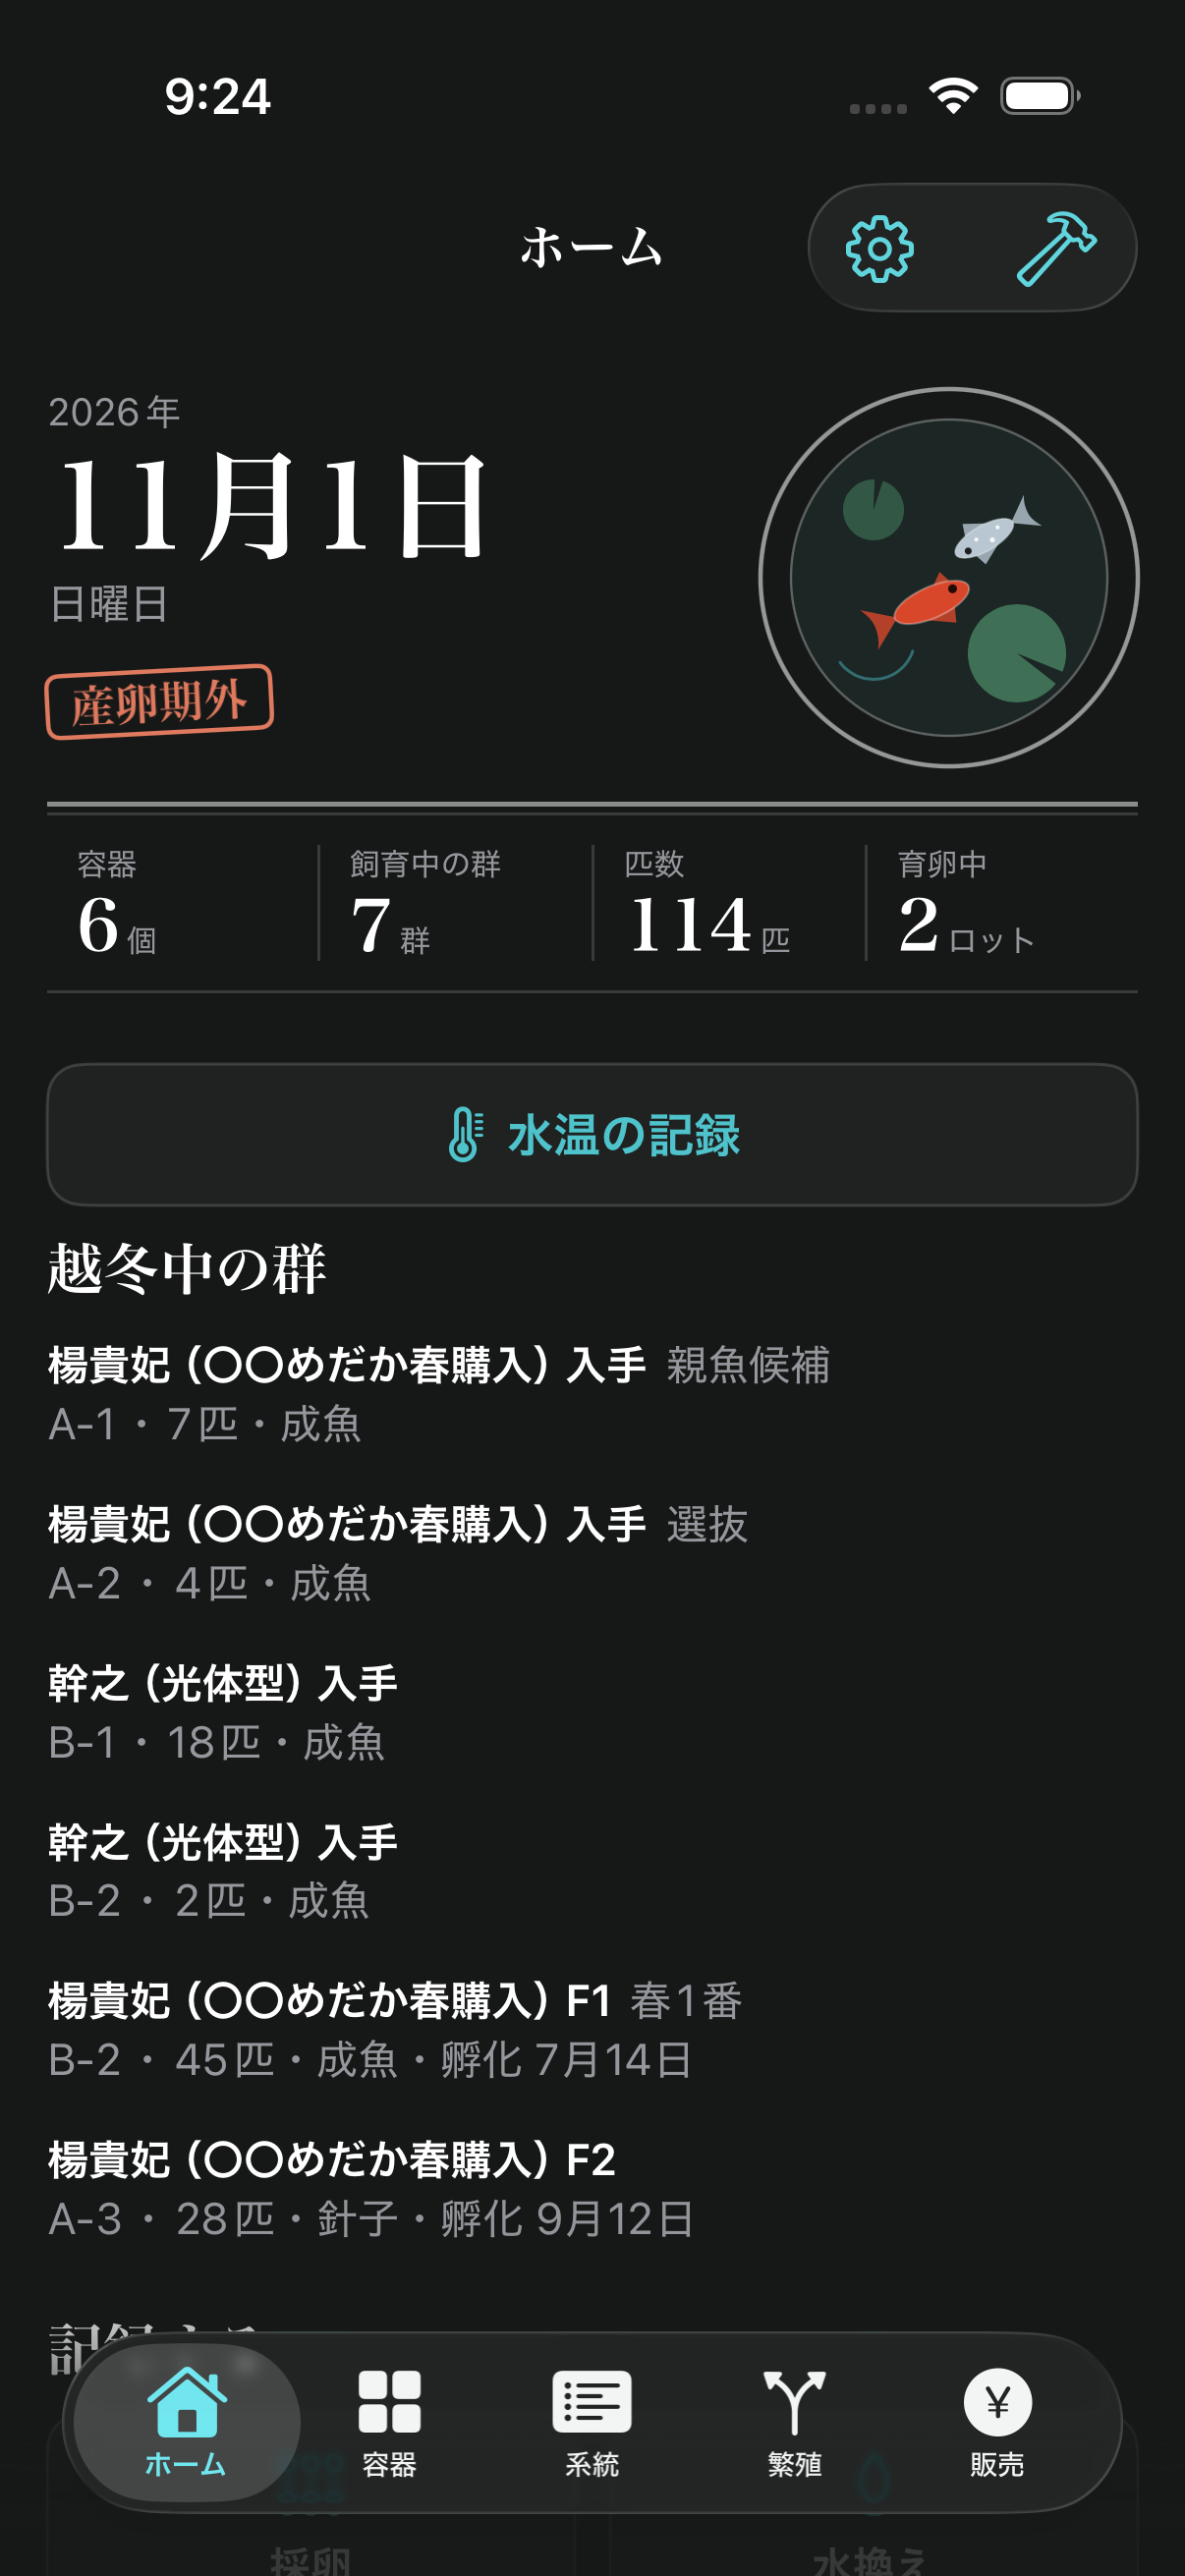 9:24
ホーム
2026年
11月1日
日曜日
産卵期外
容器
6個
飼育中の群
7群
匹数
114匹
育卵中
2ロット
水温の記録
越冬中の群
楊貴妃（〇〇めだか春購入）入手 親魚候補
A-1・7匹・成魚
楊貴妃（〇〇めだか春購入）入手 選抜
A-2・4匹・成魚
幹之（光体型）入手
B-1・18匹・成魚
幹之（光体型）入手
B-2・2匹・成魚
楊貴妃（〇〇めだか春購入）F1 春1番
B-2・45匹・成魚・孵化 7月14日
楊貴妃（〇〇めだか春購入）F2
A-3・28匹・針子・孵化 9月12日
ホーム
容器
系統
繁殖
販売
採卵
水換え